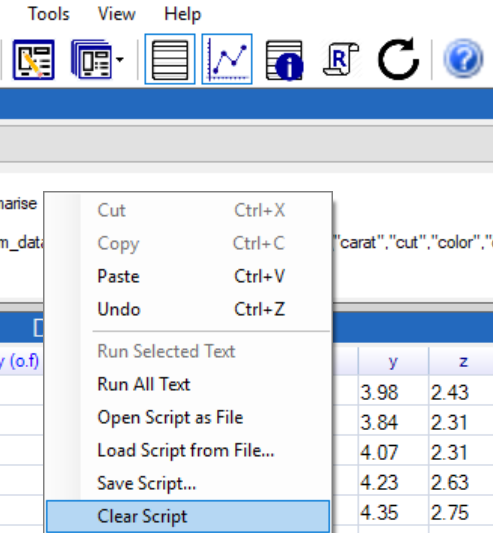 Tools View Help
R
narise
Cut Ctrl+X
m_data "carat","cut","color","
Copy Ctrl+C
Paste Ctrl+V
Undo Ctrl+Z
y (o.f) Run Selected Text y z
Run All Text 3.98 2.43
Open Script as File 3.84 2.31
Load Script from File... 4.07 2.31
Save Script... 4.23 2.63
Clear Script 4.35 2.75